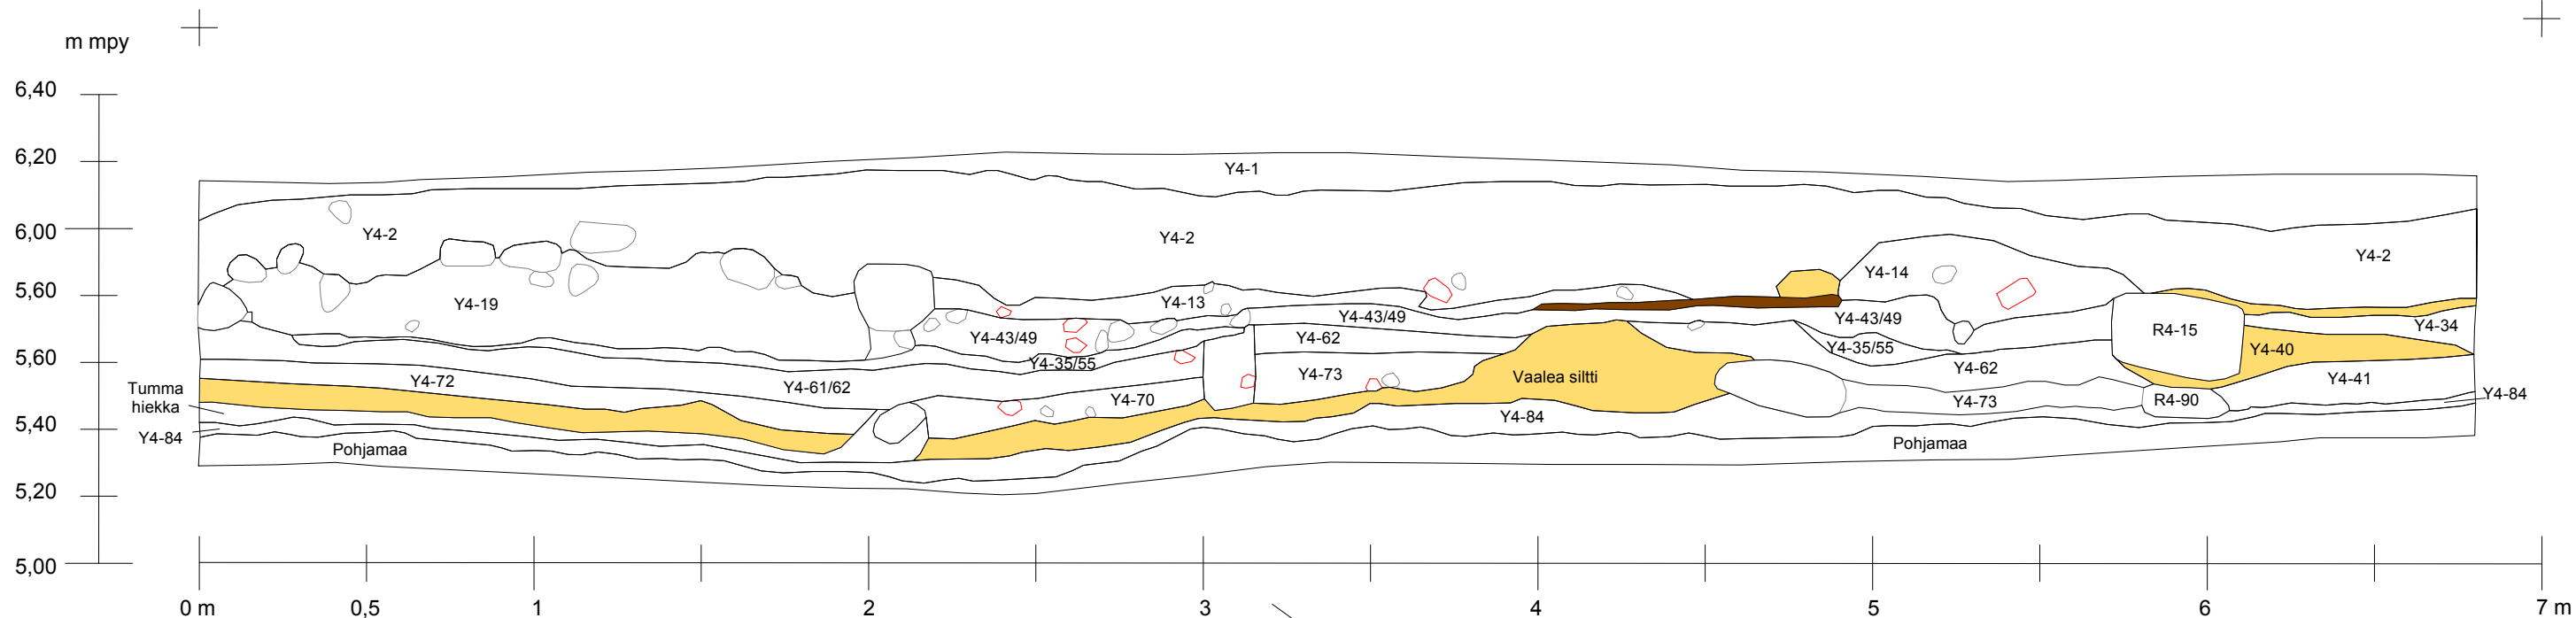 m mpy
6,40
6,20
6,00
5,60
5,60
5,40
5,20
5,00
Y4-1
Y4-2
Y4-2
Y4-2
Y4-14
Y4-19
Y4-13
Y4-43/49
Y4-43/49
Y4-43/49
Y4-34
R4-15
Y4-62
Y4-35/55
Y4-35/55
Y4-40
Y4-72
Y4-61/62
Y4-73
Vaalea siltti
Y4-62
Y4-41
Tumma
hiekka
Y4-70
Y4-73
R4-90
Y4-84
Y4-84
Y4-84
Pohjamaa
Pohjamaa
0 m
0,5
1
2
3
4
5
6
7 m